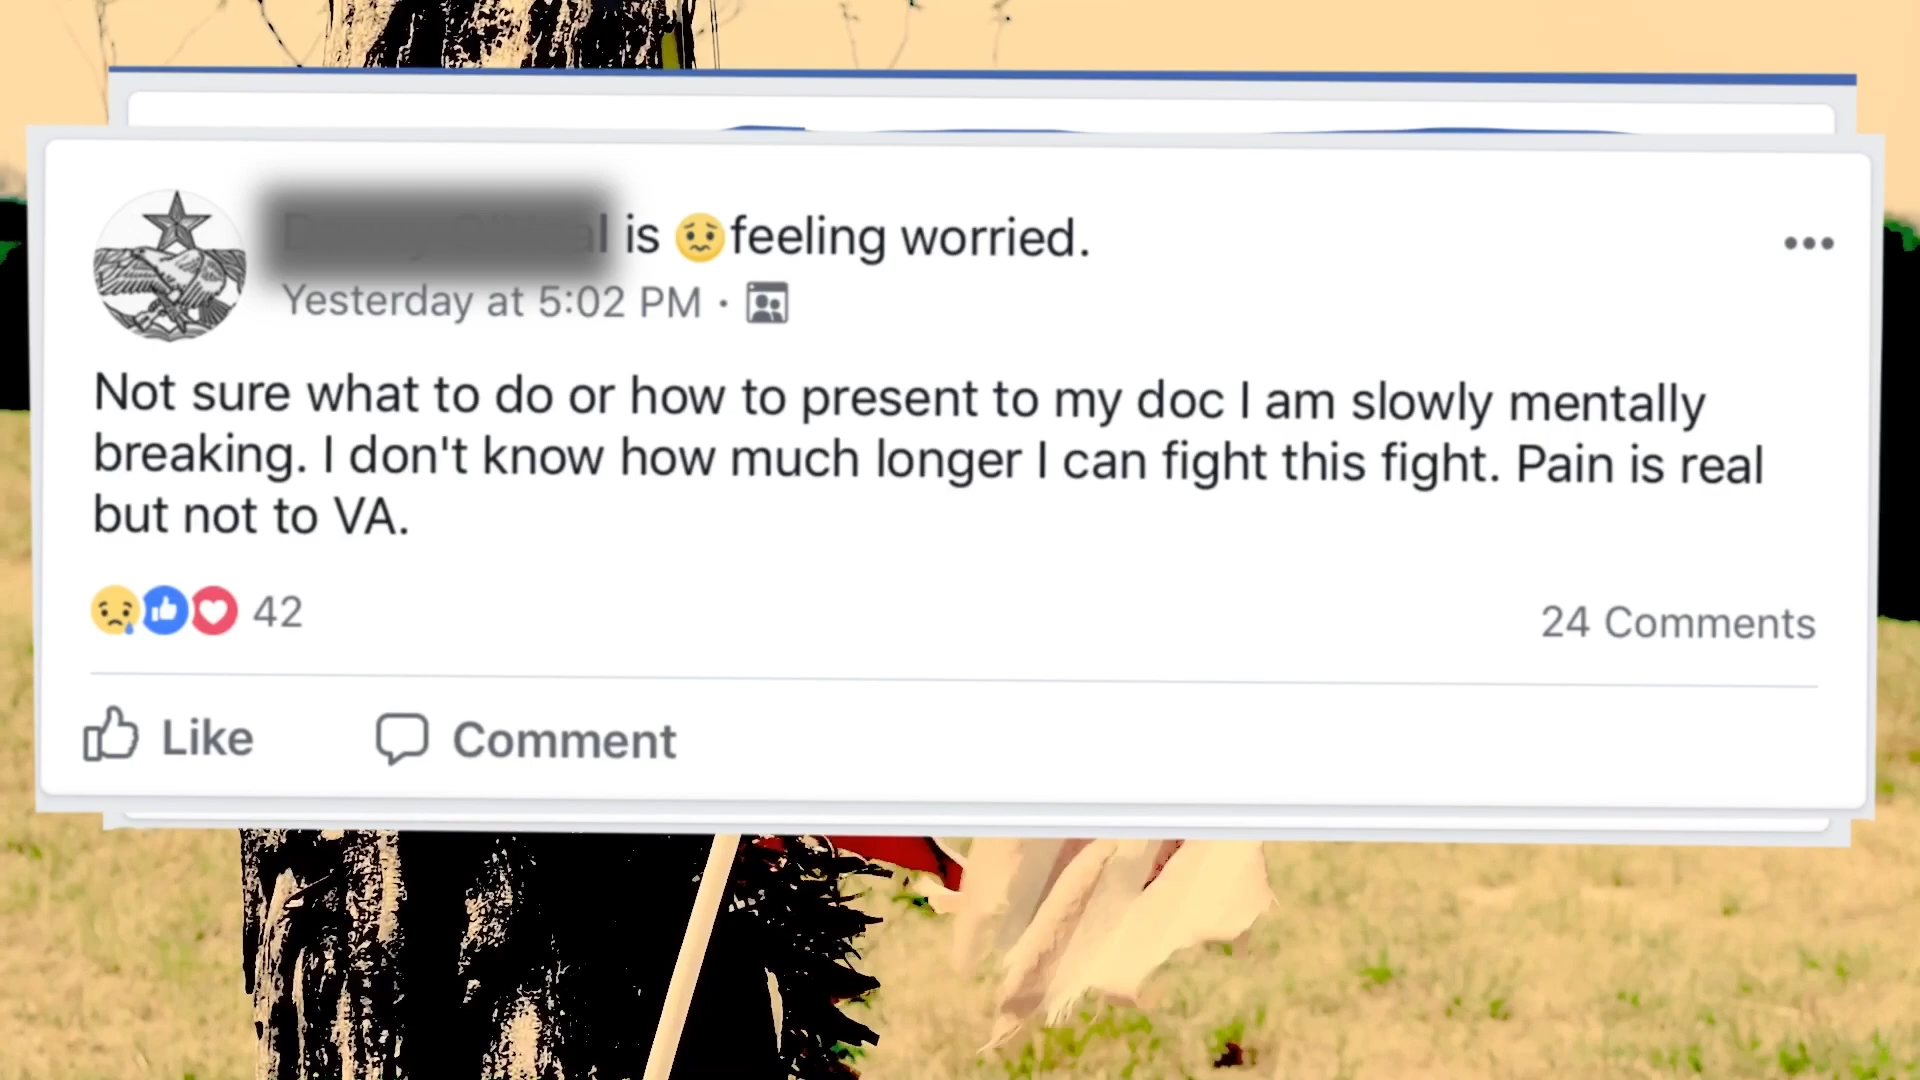 is 😟 feeling worried.
Yesterday at 5:02 PM ·
Not sure what to do or how to present to my doc I am slowly mentally
breaking. I don't know how much longer I can fight this fight. Pain is real
but not to VA.
42
24 Comments
Like
Comment